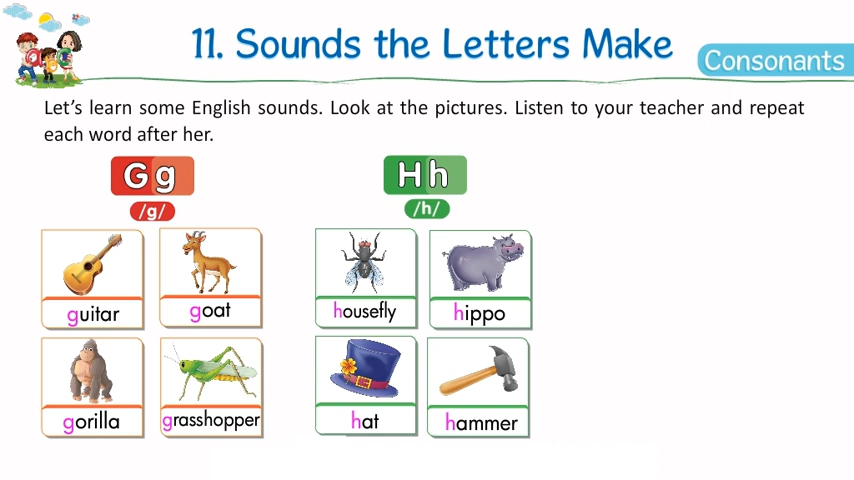 11. Sounds the Letters Make
Consonants
Let's learn some English sounds. Look at the pictures. Listen to your teacher and repeat
each word after her.
Gg
/g/
guitar
goat
gorilla
grasshopper
Hh
/h/
housefly
hippo
hat
hammer